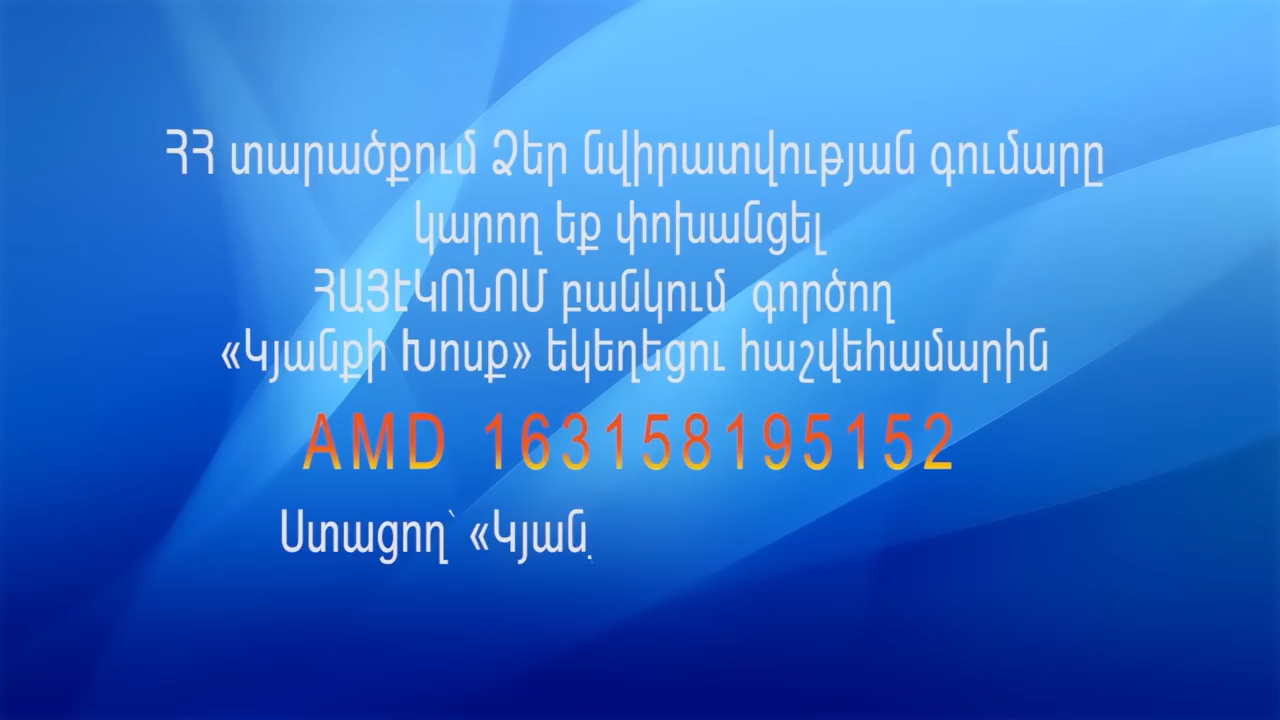 ՀՀ տարածքում Ձեր նվիրատվության գումարը
կարող եք փոխանցել
ՀԱՅԷԿՈՆՈՄ բանկում գործող
«Կյանքի Խոսք» եկեղեցու հաշվեհամարին
AMD 163158195152
Ստացող՝ «Կյան